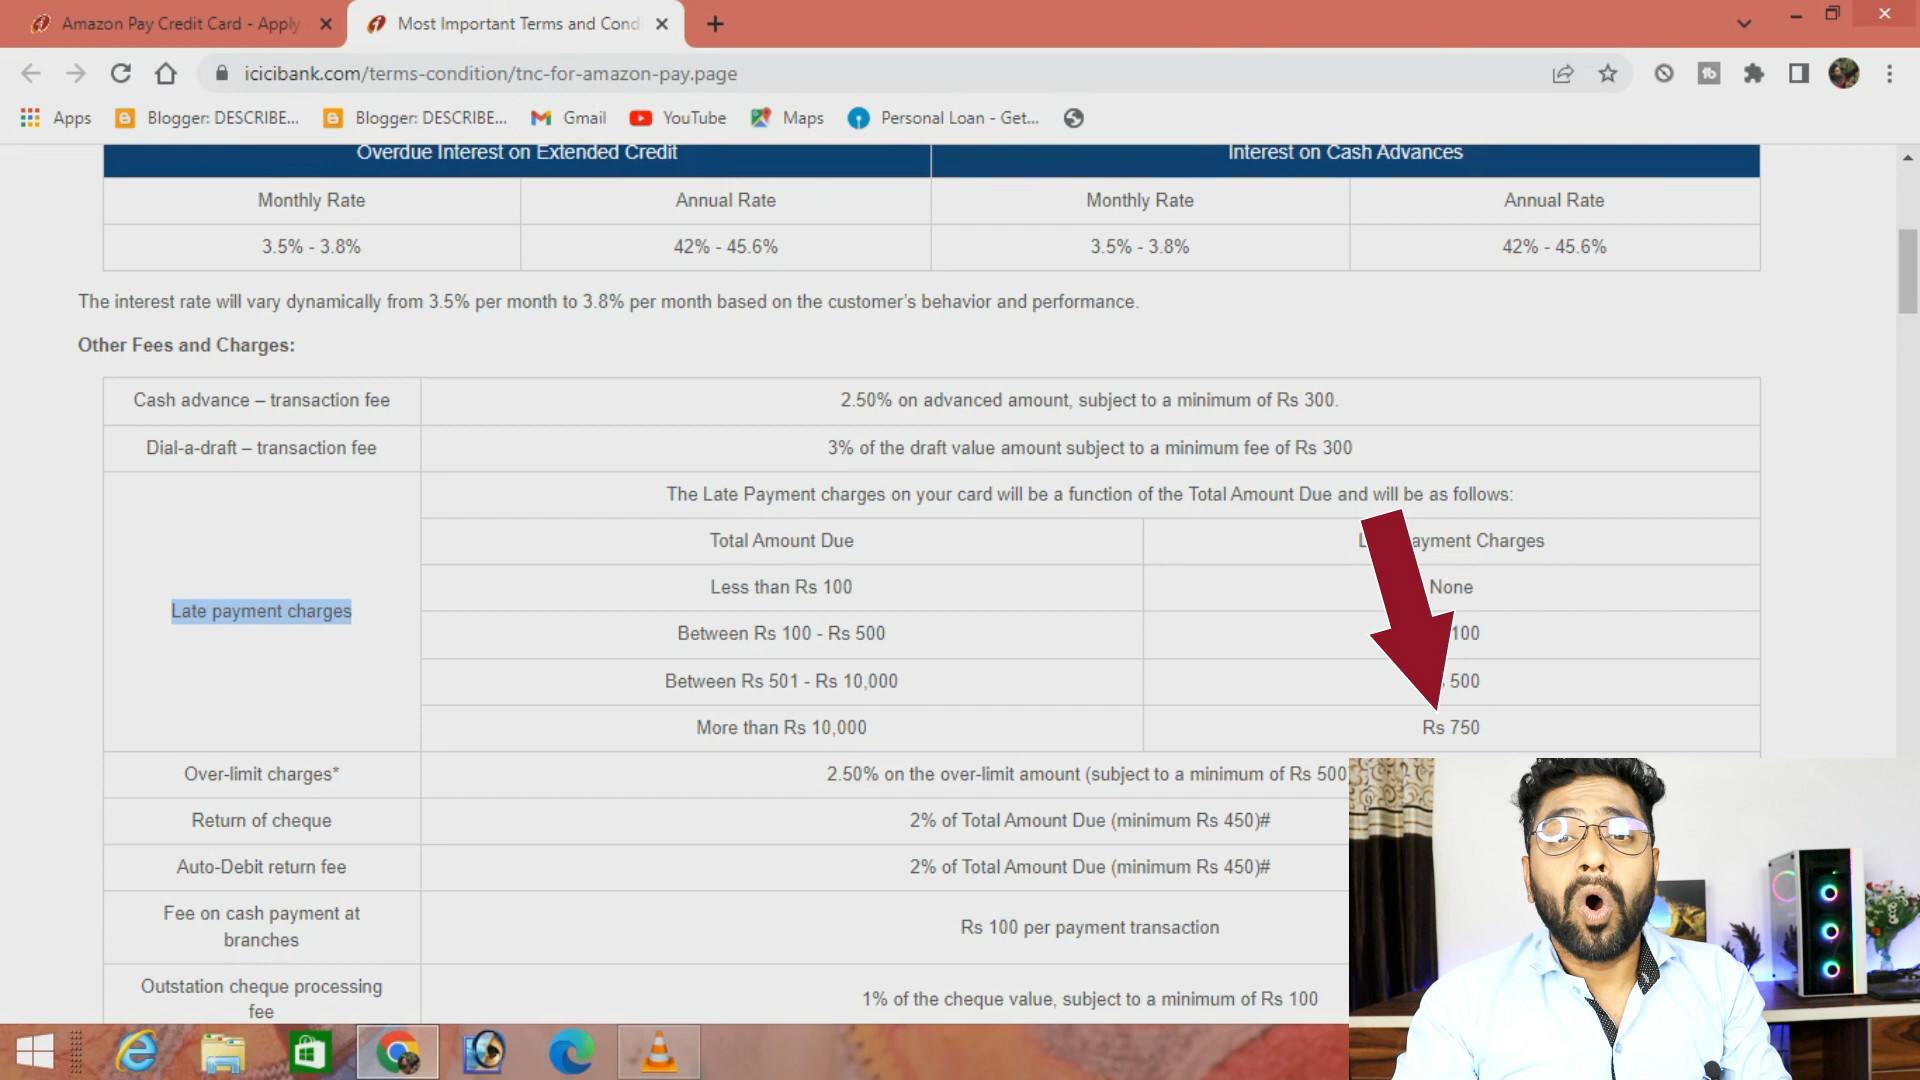 Amazon Pay Credit Card - Apply
Most Important Terms and Cond
icicibank.com/terms-condition/tnc-for-amazon-pay.page
Apps
Blogger: DESCRIBE...
Blogger: DESCRIBE...
Gmail
YouTube
Maps
Personal Loan - Get...
Overdue Interest on Extended Credit
Interest on Cash Advances
Monthly Rate
Annual Rate
Monthly Rate
Annual Rate
3.5% - 3.8%
42% - 45.6%
3.5% - 3.8%
42% - 45.6%
The interest rate will vary dynamically from 3.5% per month to 3.8% per month based on the customer's behavior and performance.
Other Fees and Charges:
Cash advance – transaction fee
2.50% on advanced amount, subject to a minimum of Rs 300.
Dial-a-draft – transaction fee
3% of the draft value amount subject to a minimum fee of Rs 300
Late payment charges
The Late Payment charges on your card will be a function of the Total Amount Due and will be as follows:
Total Amount Due
Payment Charges
Less than Rs 100
None
Between Rs 100 - Rs 500
100
Between Rs 501 - Rs 10,000
500
More than Rs 10,000
Rs 750
Over-limit charges*
2.50% on the over-limit amount (subject to a minimum of Rs 500
Return of cheque
2% of Total Amount Due (minimum Rs 450)#
Auto-Debit return fee
2% of Total Amount Due (minimum Rs 450)#
Fee on cash payment at
branches
Rs 100 per payment transaction
Outstation cheque processing
fee
1% of the cheque value, subject to a minimum of Rs 100